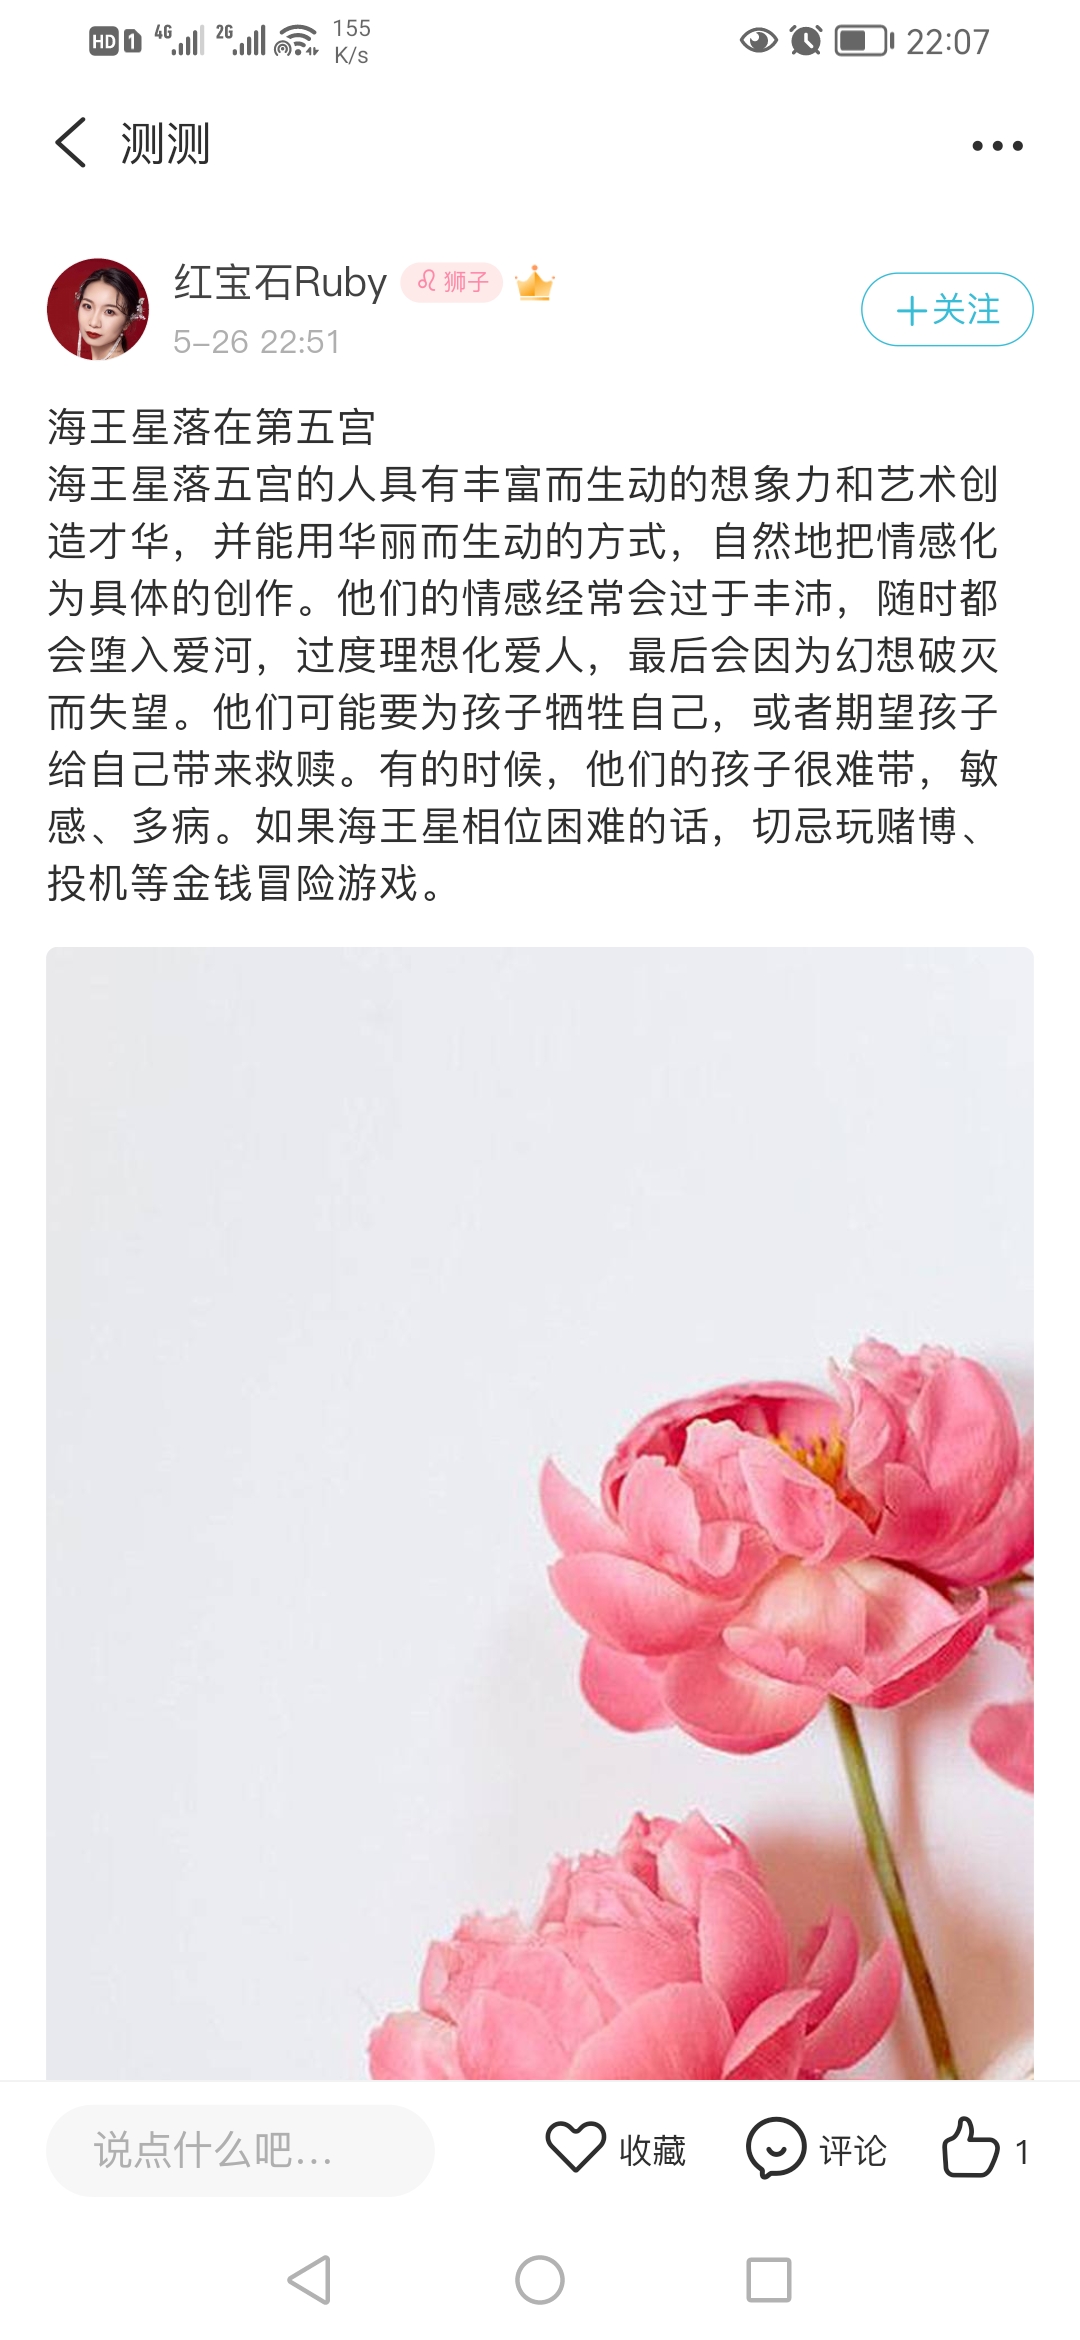 HD 1 4G 2G 155 K/s 22:07
测测
红宝石Ruby ♌狮子
+关注
5-26 22:51
海王星落在第五宫
海王星落五宫的人具有丰富而生动的想象力和艺术创
造才华，并能用华丽而生动的方式，自然地把情感化
为具体的创作。他们的情感经常会过于丰沛，随时都
会堕入爱河，过度理想化爱人，最后会因为幻想破灭
而失望。他们可能要为孩子牺牲自己，或者期望孩子
给自己带来救赎。有的时候，他们的孩子很难带，敏
感、多病。如果海王星相位困难的话，切忌玩赌博、
投机等金钱冒险游戏。
说点什么吧... 收藏 评论 1